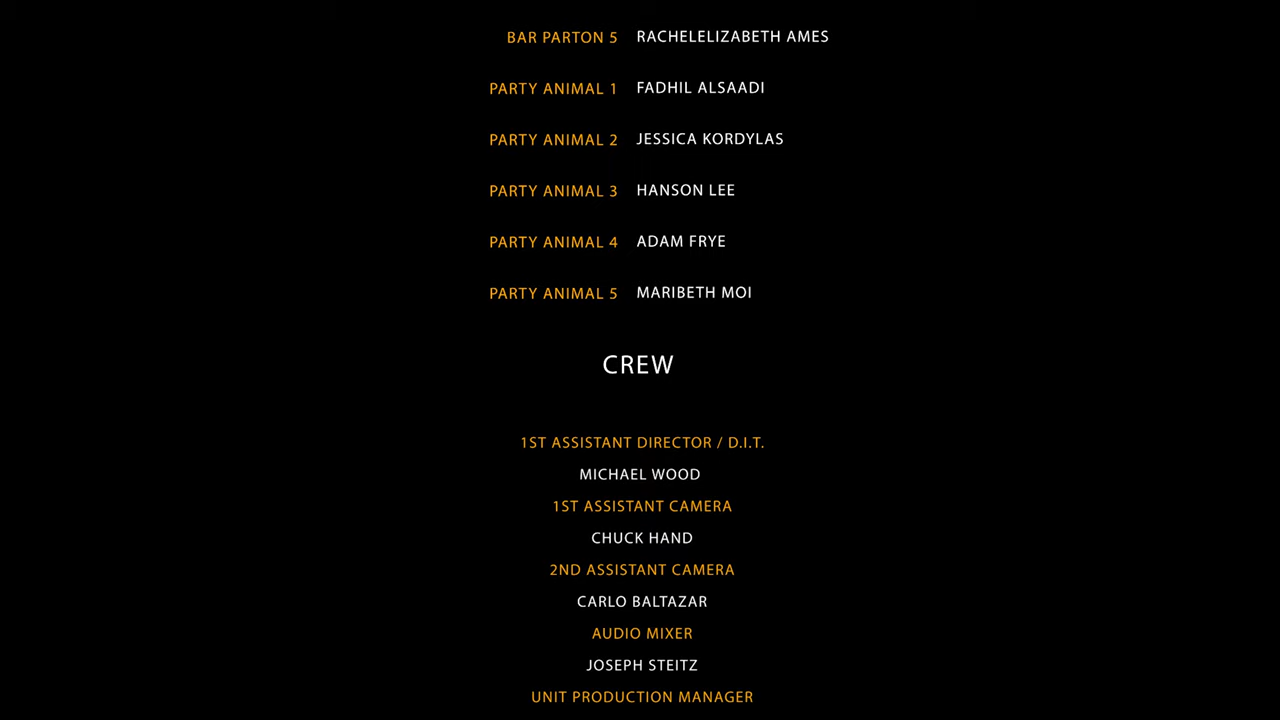 BAR PARTON 5 RACHELELIZABETH AMES
PARTY ANIMAL 1 FADHIL ALSAADI
PARTY ANIMAL 2 JESSICA KORDYLAS
PARTY ANIMAL 3 HANSON LEE
PARTY ANIMAL 4 ADAM FRYE
PARTY ANIMAL 5 MARIBETH MOI
CREW
1ST ASSISTANT DIRECTOR / D.I.T.
MICHAEL WOOD
1ST ASSISTANT CAMERA
CHUCK HAND
2ND ASSISTANT CAMERA
CARLO BALTAZAR
AUDIO MIXER
JOSEPH STEITZ
UNIT PRODUCTION MANAGER